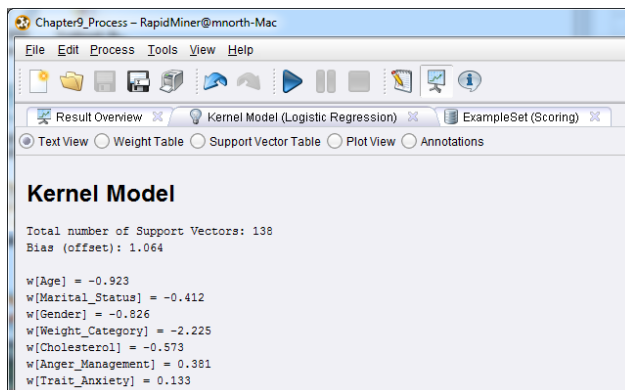 Chapter9_Process – RapidMiner@mnorth-Mac
File Edit Process Tools View Help
Result Overview Kernel Model (Logistic Regression) ExampleSet (Scoring)
Text View Weight Table Support Vector Table Plot View Annotations
Kernel Model
Total number of Support Vectors: 138
Bias (offset): 1.064
w[Age] = -0.923
w[Marital_Status] = -0.412
w[Gender] = -0.826
w[Weight_Category] = -2.225
w[Cholesterol] = -0.573
w[Anger_Management] = 0.381
w[Trait_Anxiety] = 0.133